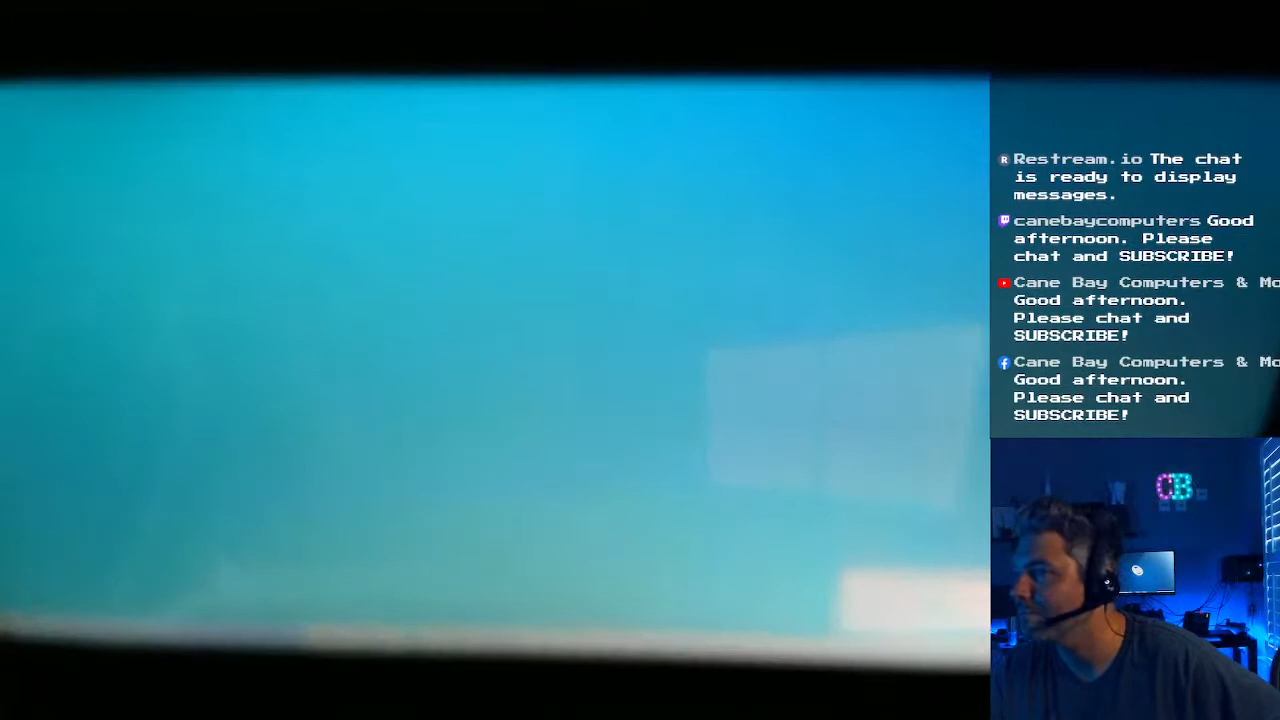 Restream.io The chat
is ready to display
messages.
canebaycomputers Good
afternoon. Please
chat and SUBSCRIBE!
Cane Bay Computers & Mo
Good afternoon.
Please chat and
SUBSCRIBE!
Cane Bay Computers & Mo
Good afternoon.
Please chat and
SUBSCRIBE!
CB